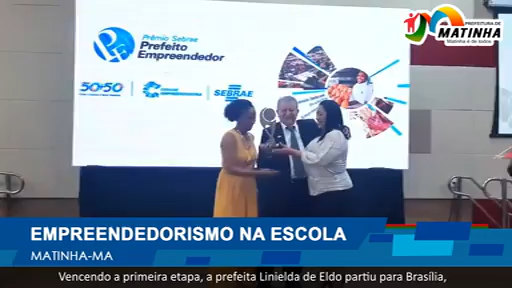 PREFEITURA DE
MATINHA
Matinha é de todos
Prêmio Sebrae
Prefeito
Empreendedor
50+50
SEBRAE
EMPREENDEDORISMO NA ESCOLA
MATINHA-MA
Vencendo a primeira etapa, a prefeita Linielda de Eldo partiu para Brasília,